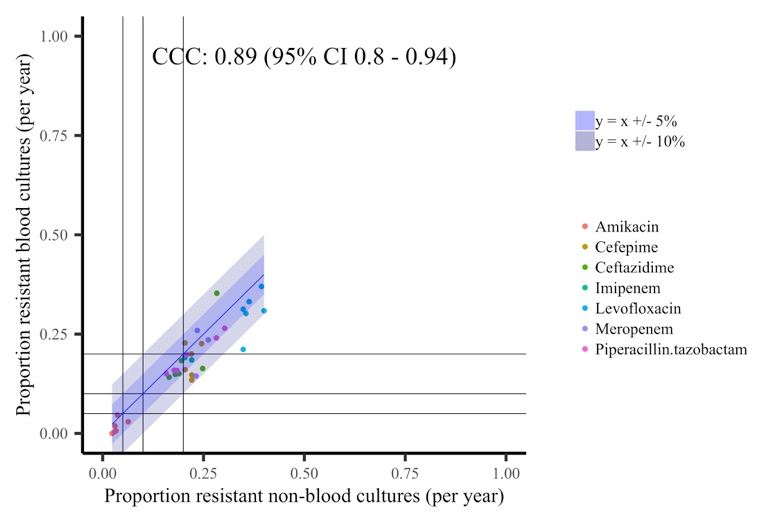 CCC: 0.89 (95% CI 0.8 - 0.94)
Proportion resistant blood cultures (per year)
1.00
0.75
0.50
0.25
0.00
0.00 0.25 0.50 0.75 1.00
Proportion resistant non-blood cultures (per year)
y = x +/- 5%
y = x +/- 10%
Amikacin
Cefepime
Ceftazidime
Imipenem
Levofloxacin
Meropenem
Piperacillin.tazobactam